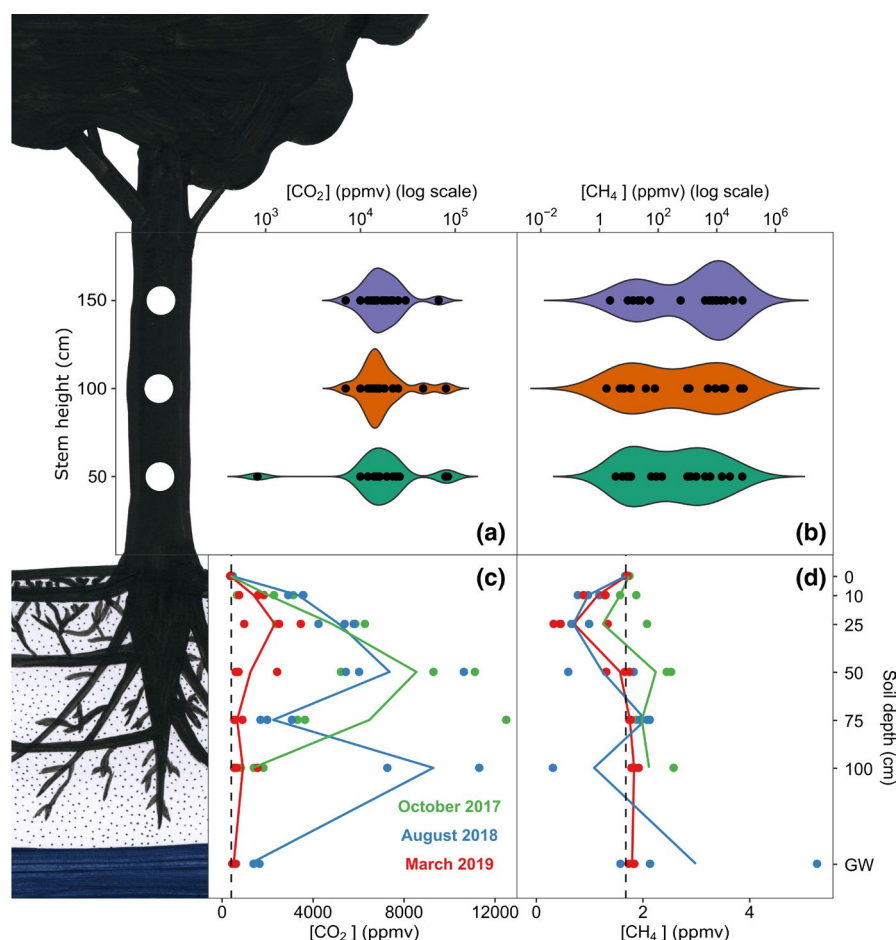 [CO₂] (ppmv) (log scale)
[CH₄] (ppmv) (log scale)
10³ 10⁴ 10⁵
10⁻² 1 10² 10⁴ 10⁶
Stem height (cm)
150
100
50
(a)
(b)
(c)
(d)
0
10
25
50
75
100
GW
Soil depth (cm)
October 2017
August 2018
March 2019
0 4000 8000 12000
0 2 4
[CO₂] (ppmv)
[CH₄] (ppmv)